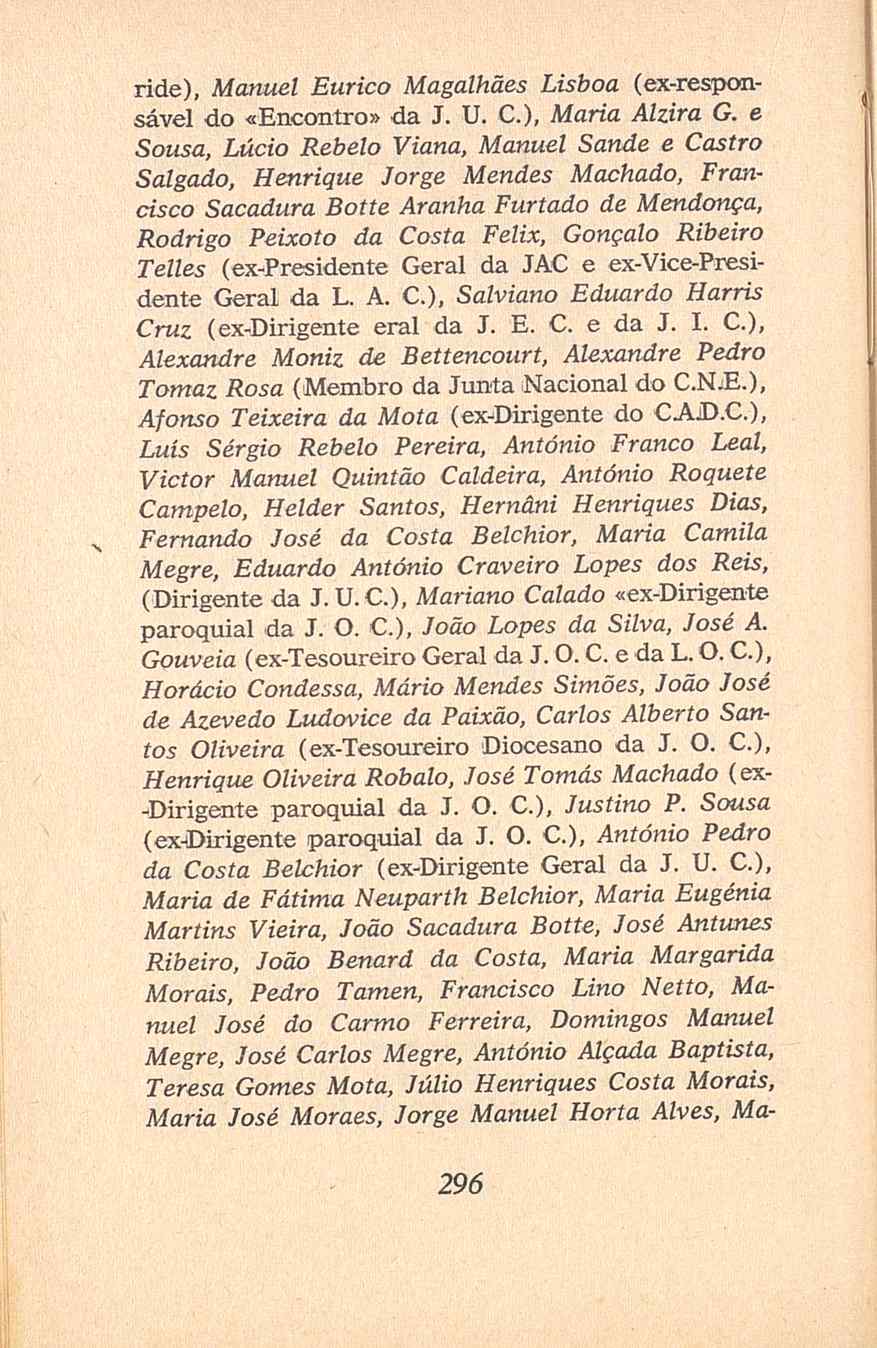 ride), Manuel Eurico Magalhães Lisboa (ex-respon-
sável do «Encontro» da J. U. C.), Maria Alzira G. e
Sousa, Lúcio Rebelo Viana, Manuel Sande e Castro
Salgado, Henrique Jorge Mendes Machado, Fran-
cisco Sacadura Botte Aranha Furtado de Mendonça,
Rodrigo Peixoto da Costa Felix, Gonçalo Ribeiro
Telles (ex-Presidente Geral da JAC e ex-Vice-Presi-
dente Geral da L. A. C.), Salviano Eduardo Harris
Cruz (ex-Dirigente eral da J. E. C. e da J. I. C.),
Alexandre Moniz de Bettencourt, Alexandre Pedro
Tomaz Rosa (Membro da Junta Nacional do C.N.E.),
Afonso Teixeira da Mota (ex-Dirigente do C.A.D.C.),
Luís Sérgio Rebelo Pereira, António Franco Leal,
Victor Manuel Quintão Caldeira, António Roquete
Campelo, Helder Santos, Hernâni Henriques Dias,
Fernando José da Costa Belchior, Maria Camila
Megre, Eduardo António Craveiro Lopes dos Reis,
(Dirigente da J. U. C.), Mariano Calado «ex-Dirigente
paroquial da J. O. C.), João Lopes da Silva, José A.
Gouveia (ex-Tesoureiro Geral da J. O. C. e da L. O. C.),
Horácio Condessa, Mário Mendes Simões, João José
de Azevedo Ludovice da Paixão, Carlos Alberto San-
tos Oliveira (ex-Tesoureiro Diocesano da J. O. C.),
Henrique Oliveira Robalo, José Tomás Machado (ex-
-Dirigente paroquial da J. O. C.), Justino P. Sousa
(ex-Dirigente paroquial da J. O. C.), António Pedro
da Costa Belchior (ex-Dirigente Geral da J. U. C.),
Maria de Fátima Neuparth Belchior, Maria Eugénia
Martins Vieira, João Sacadura Botte, José Antunes
Ribeiro, João Benard da Costa, Maria Margarida
Morais, Pedro Tamen, Francisco Lino Netto, Ma-
nuel José do Carmo Ferreira, Domingos Manuel
Megre, José Carlos Megre, António Alçada Baptista,
Teresa Gomes Mota, Júlio Henriques Costa Morais,
Maria José Moraes, Jorge Manuel Horta Alves, Ma-
296